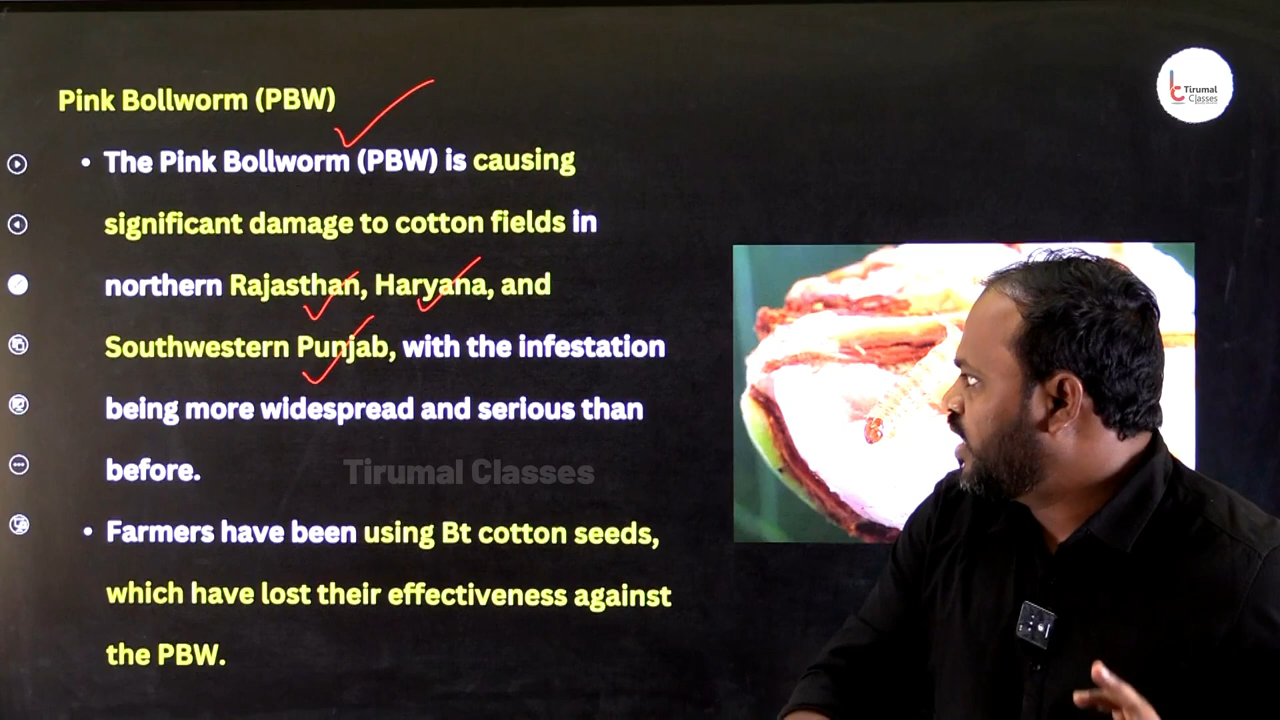 Pink Bollworm (PBW)
Tirumal
Classes
• The Pink Bollworm (PBW) is causing
significant damage to cotton fields in
northern Rajasthan, Haryana, and
Southwestern Punjab, with the infestation
being more widespread and serious than
before.
Tirumal Classes
• Farmers have been using Bt cotton seeds,
which have lost their effectiveness against
the PBW.